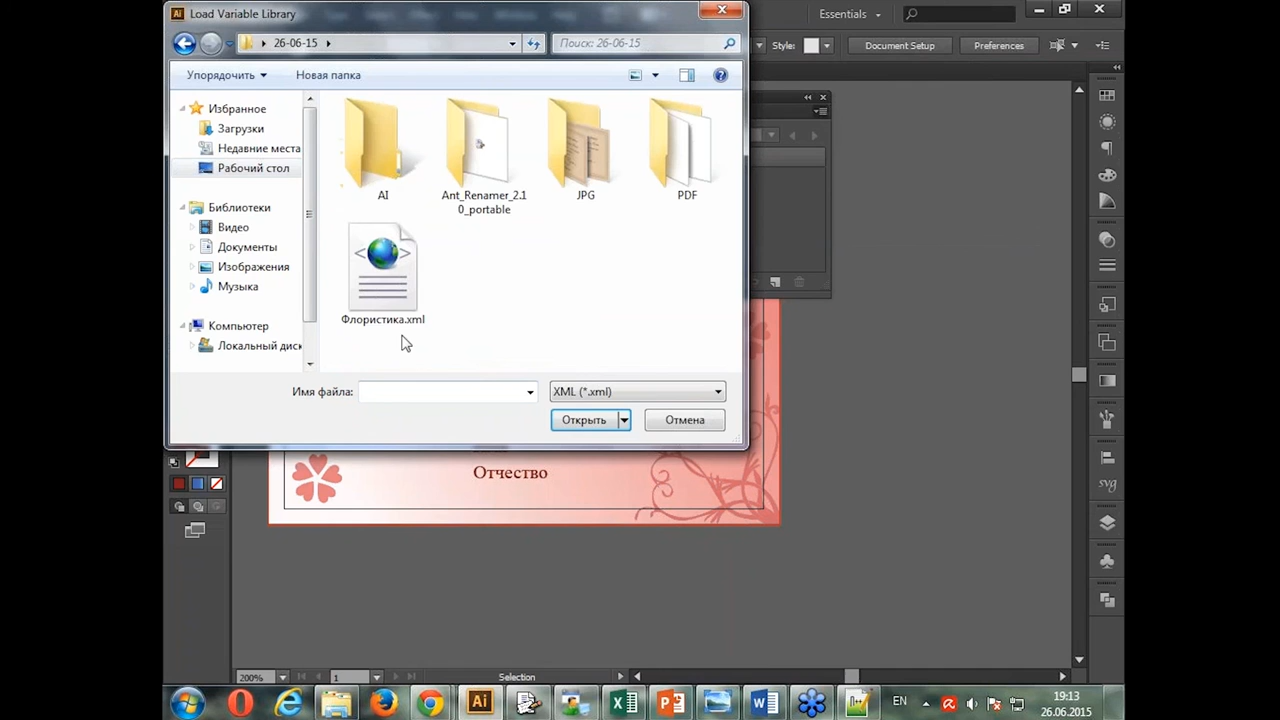 Load Variable Library
Essentials
26-06-15
Поиск: 26-06-15
Style:
Document Setup
Preferences
Упорядочить
Новая папка
Избранное
Загрузки
Недавние места
Рабочий стол
Библиотеки
Видео
Документы
Изображения
Музыка
Компьютер
Локальный диск
AI
Ant_Renamer_2.1
0_portable
JPG
PDF
Флористика.xml
Имя файла:
XML (*.xml)
Открыть
Отмена
Отчество
svg
200%
1
Selection
Ai
EN
19:13
26.06.2015